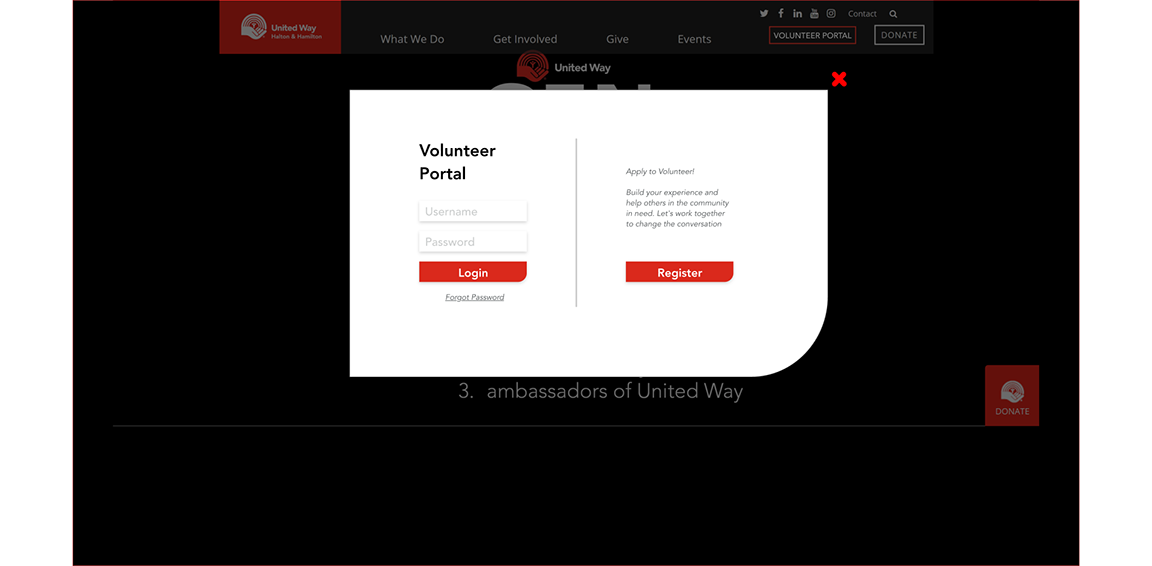 United Way
Halton & Hamilton
What We Do
Get Involved
Give
Events
Contact
VOLUNTEER PORTAL
DONATE
United Way
Volunteer
Portal
Username
Password
Login
Forgot Password
Apply to Volunteer!
Build your experience and
help others in the community
in need. Let's work together
to change the conversation
Register
3. ambassadors of United Way
DONATE